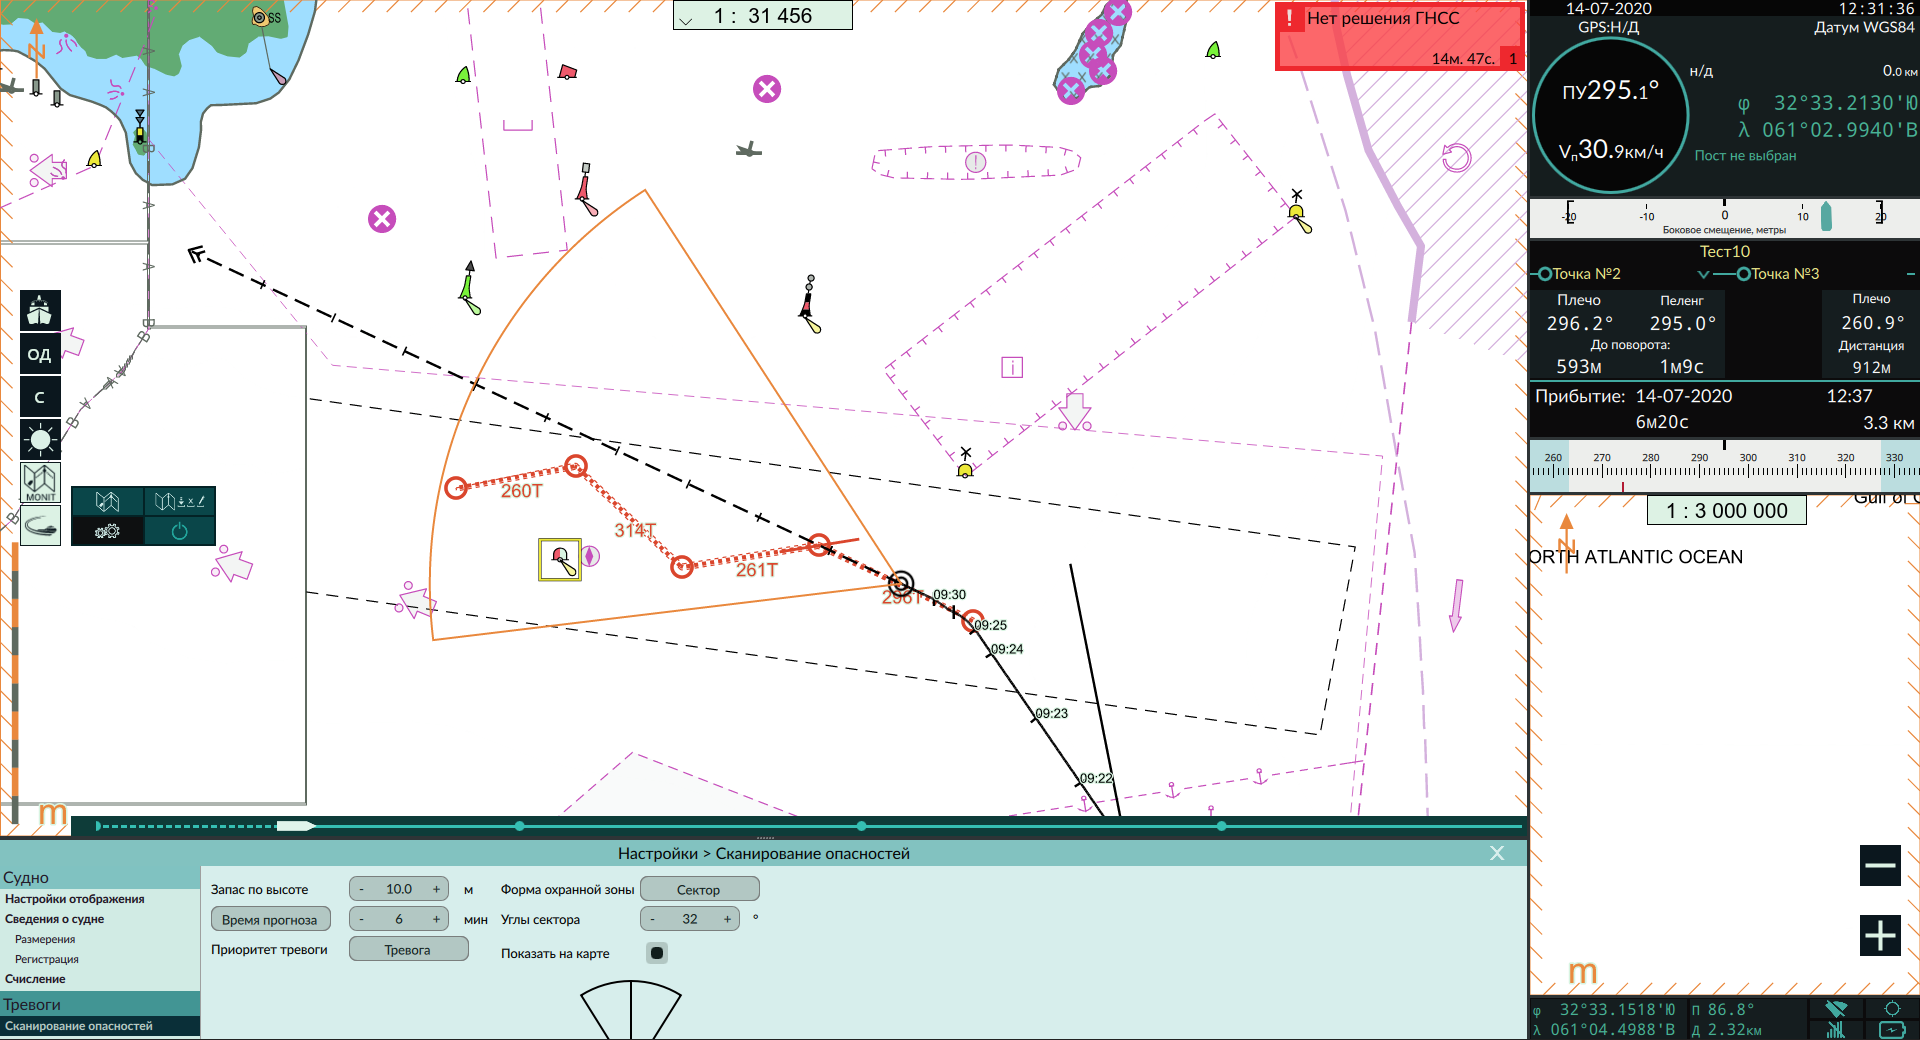 1 : 31 456
Нет решения ГНСС
14м. 47с. 1
SS
N
ОД
С
MONIT
260T
314T
261T
296T
09:30
09:25
09:24
09:23
09:22
B
B
B
B
B
i
m
14-07-2020 12:31:36
GPS:Н/Д Датум WGS84
ПУ295.1°
Vп30.9км/ч
н/д 0.0 км
φ 32°33.2130'Ю
λ 061°02.9940'В
Пост не выбран
-20 -10 0 10 20
Боковое смещение, метры
Тест10
Точка №2 Точка №3
Плечо Пеленг Плечо
296.2° 295.0° 260.9°
До поворота: Дистанция
593м 1м9с 912м
Прибытие: 14-07-2020 12:37
6м20с 3.3 км
260 270 280 290 300 310 320 330
1 : 3 000 000
N
ORTH ATLANTIC OCEAN
m
φ 32°33.1518'Ю П 86.8°
λ 061°04.4988'В Д 2.32км
Настройки > Сканирование опасностей X
Судно
Настройки отображения
Сведения о судне
Размерения
Регистрация
Счисление
Тревоги
Сканирование опасностей
Запас по высоте - 10.0 + м Форма охранной зоны Сектор
Время прогноза - 6 + мин Углы сектора - 32 + °
Приоритет тревоги Тревога Показать на карте